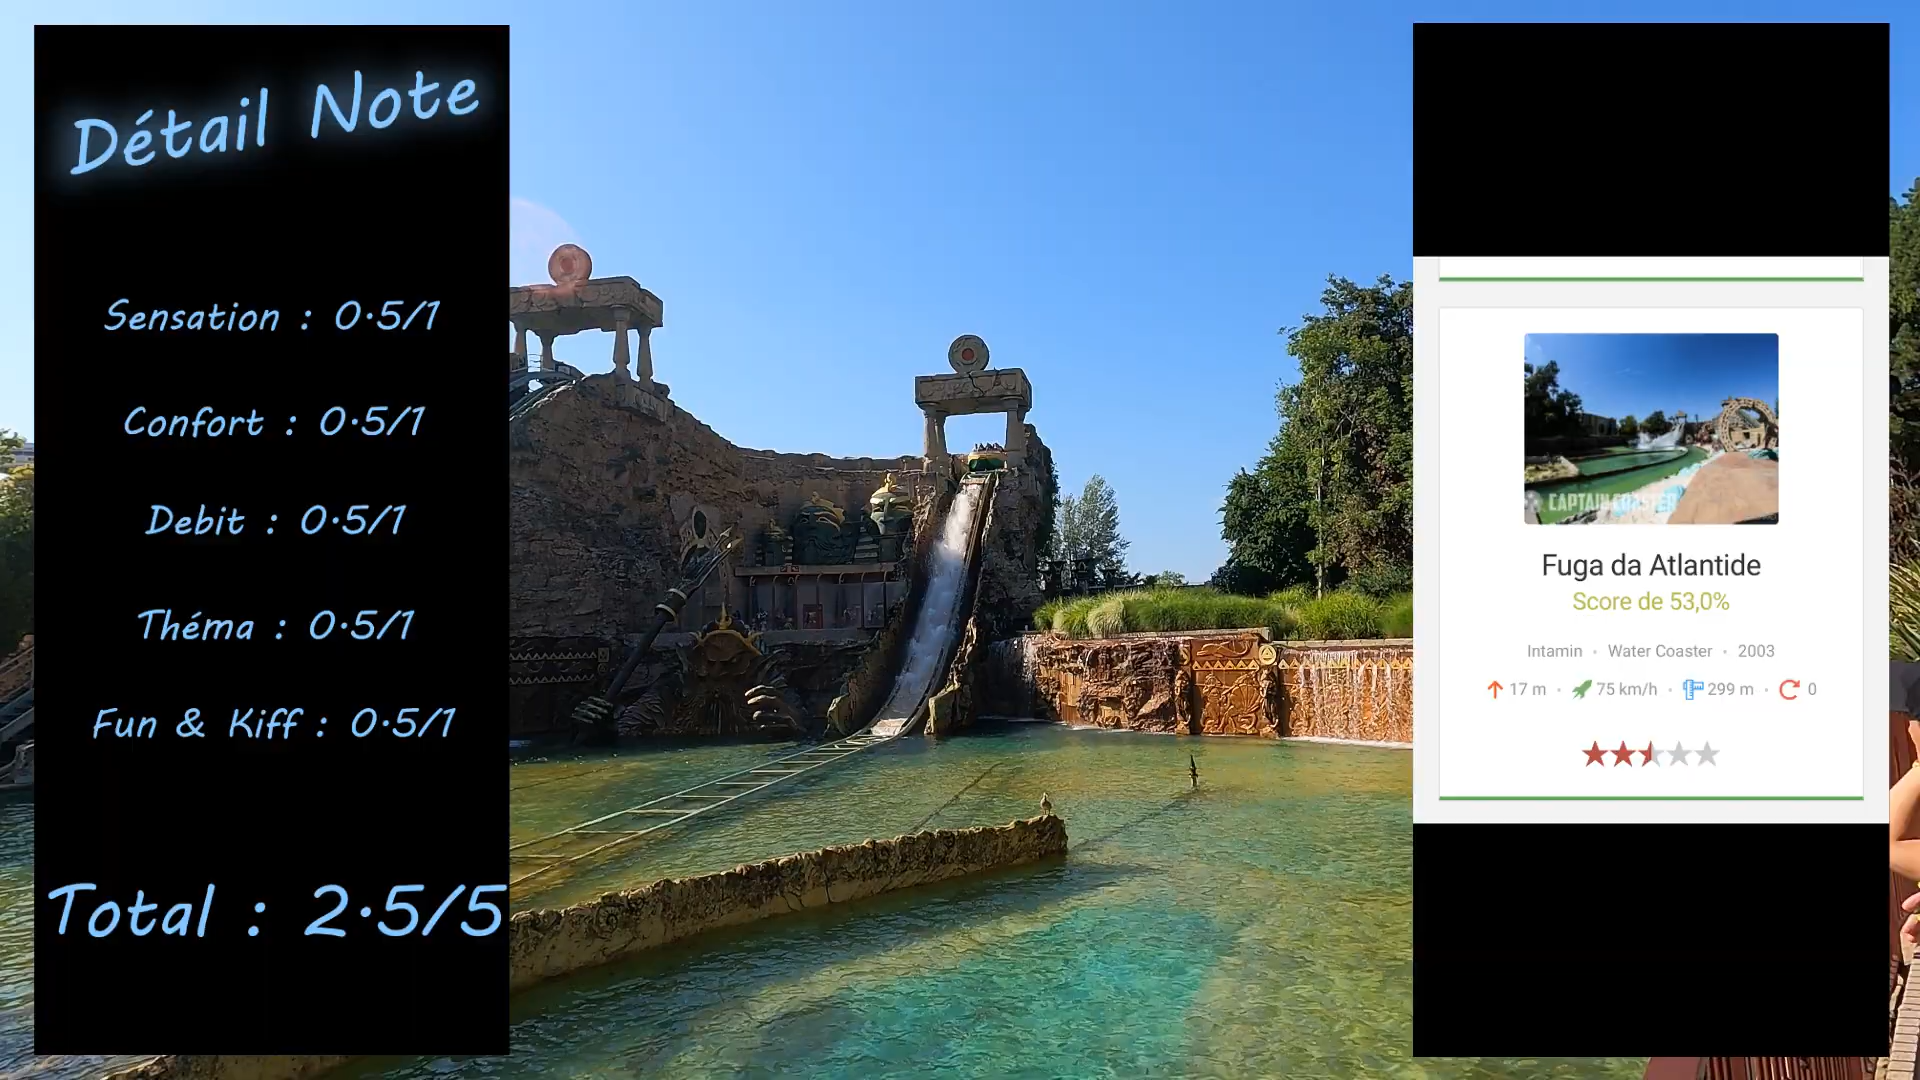 Détail Note
Sensation : 0.5/1
Confort : 0.5/1
Debit : 0.5/1
Théma : 0.5/1
Fun & Kiff : 0.5/1
Total : 2.5/5
CAPTAIN COASTER
Fuga da Atlantide
Score de 53,0%
Intamin • Water Coaster • 2003
17 m • 75 km/h • 299 m • 0